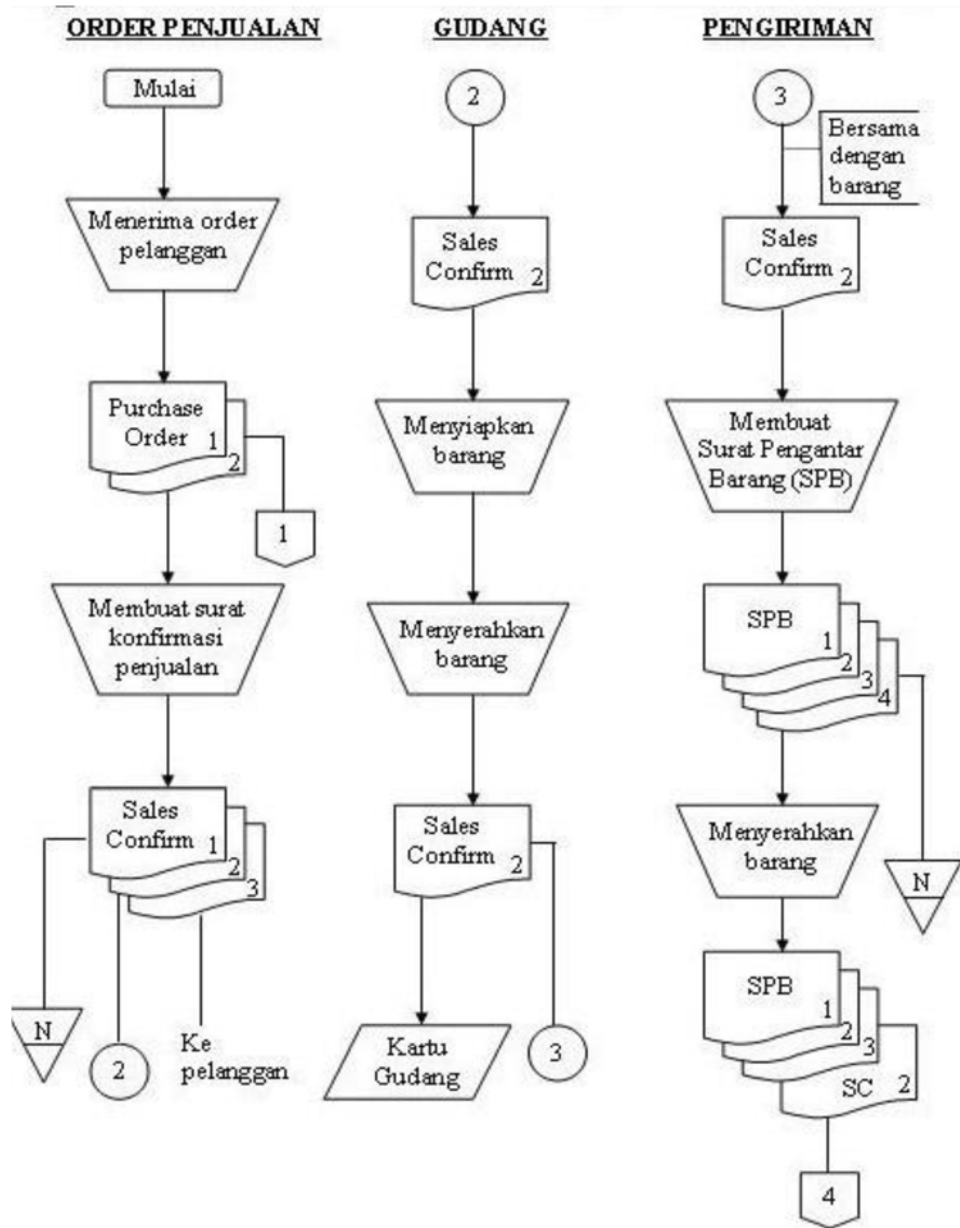 ORDER PENJUALAN
Mulai
Menerima order
pelanggan
Purchase
Order 1
2
1
Membuat surat
konfirmasi
penjualan
Sales
Confirm 1
2
3
N
2
Ke
pelanggan
GUDANG
2
Sales
Confirm 2
Menyiapkan
barang
Menyerahkan
barang
Sales
Confirm 2
Kartu
Gudang
3
PENGIRIMAN
3
Bersama
dengan
barang
Sales
Confirm 2
Membuat
Surat Pengantar
Barang (SPB)
SPB
1
2
3
4
N
Menyerahkan
barang
SPB
1
2
3
SC 2
4